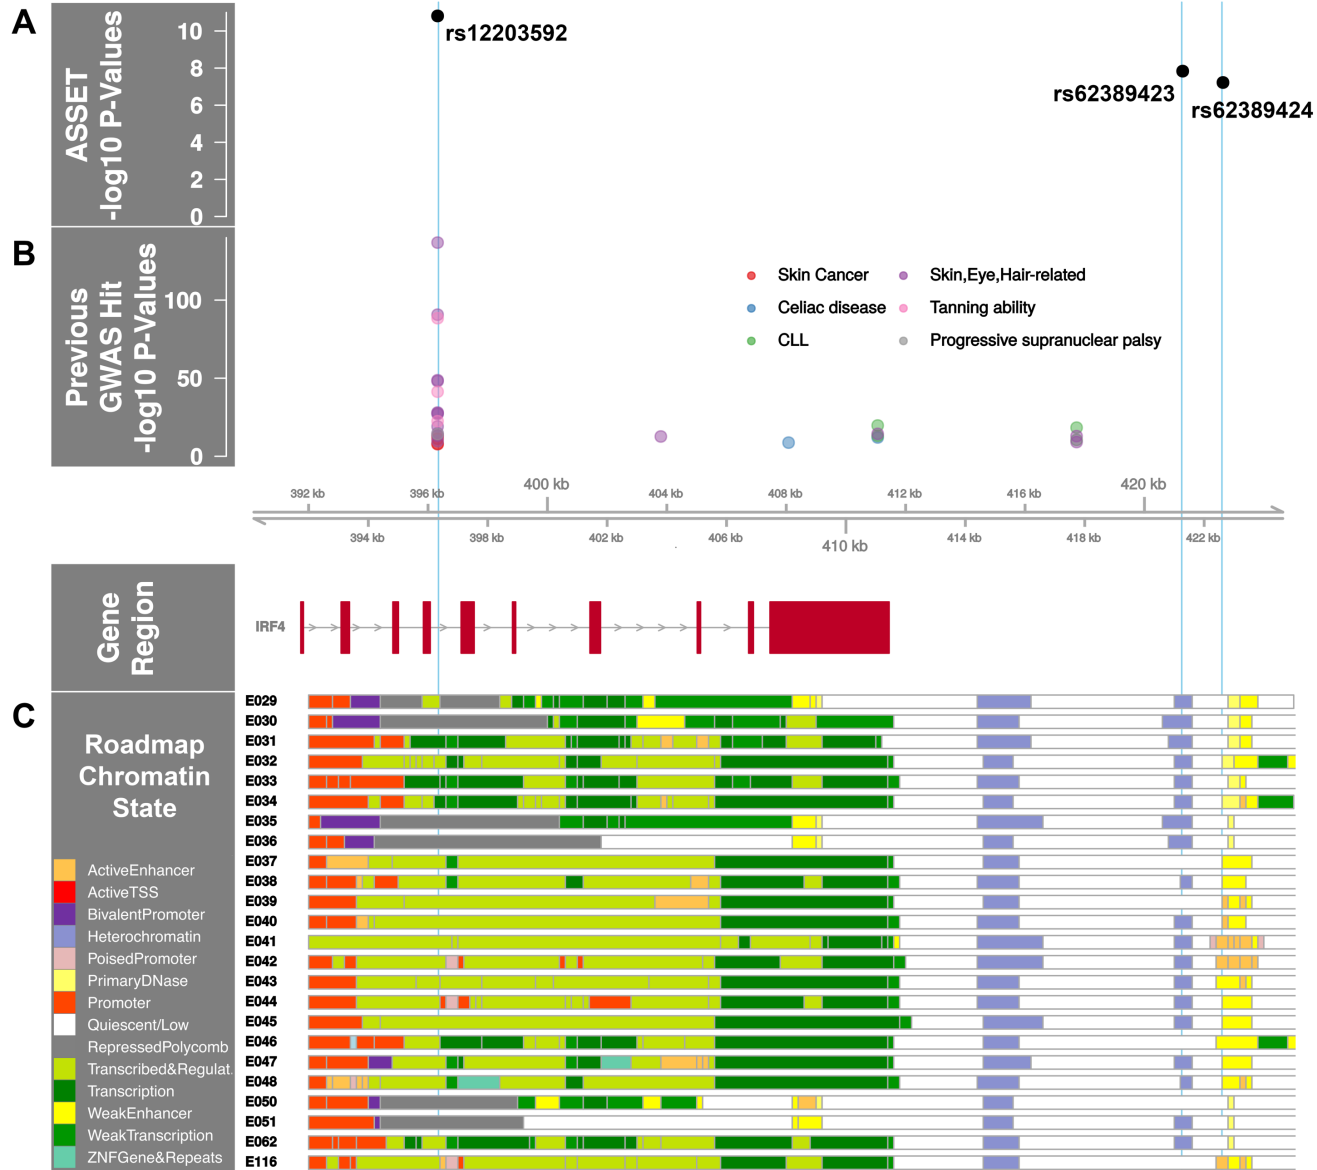 A
ASSET
-log10 P-Values
10
8
6
4
2
0
rs12203592
rs62389423
rs62389424
B
Previous
GWAS Hit
-log10 P-Values
100
50
0
Skin Cancer
Celiac disease
CLL
Skin,Eye,Hair-related
Tanning ability
Progressive supranuclear palsy
392 kb
396 kb
400 kb
404 kb
408 kb
412 kb
416 kb
420 kb
394 kb
398 kb
402 kb
406 kb
410 kb
414 kb
418 kb
422 kb
Gene
Region
IRF4
C
Roadmap
Chromatin
State
ActiveEnhancer
ActiveTSS
BivalentPromoter
Heterochromatin
PoisedPromoter
PrimaryDNase
Promoter
Quiescent/Low
RepressedPolycomb
Transcribed&Regulat.
Transcription
WeakEnhancer
WeakTranscription
ZNFGene&Repeats
E029
E030
E031
E032
E033
E034
E035
E036
E037
E038
E039
E040
E041
E042
E043
E044
E045
E046
E047
E048
E050
E051
E062
E116